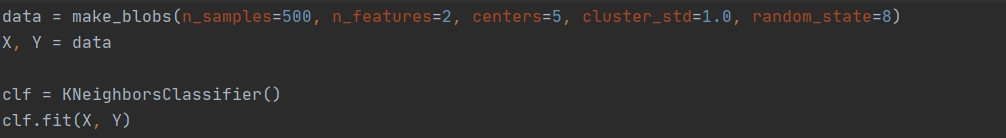 data = make_blobs(n_samples=500, n_features=2, centers=5, cluster_std=1.0, random_state=8)
X, Y = data
clf = KNeighborsClassifier()
clf.fit(X, Y)